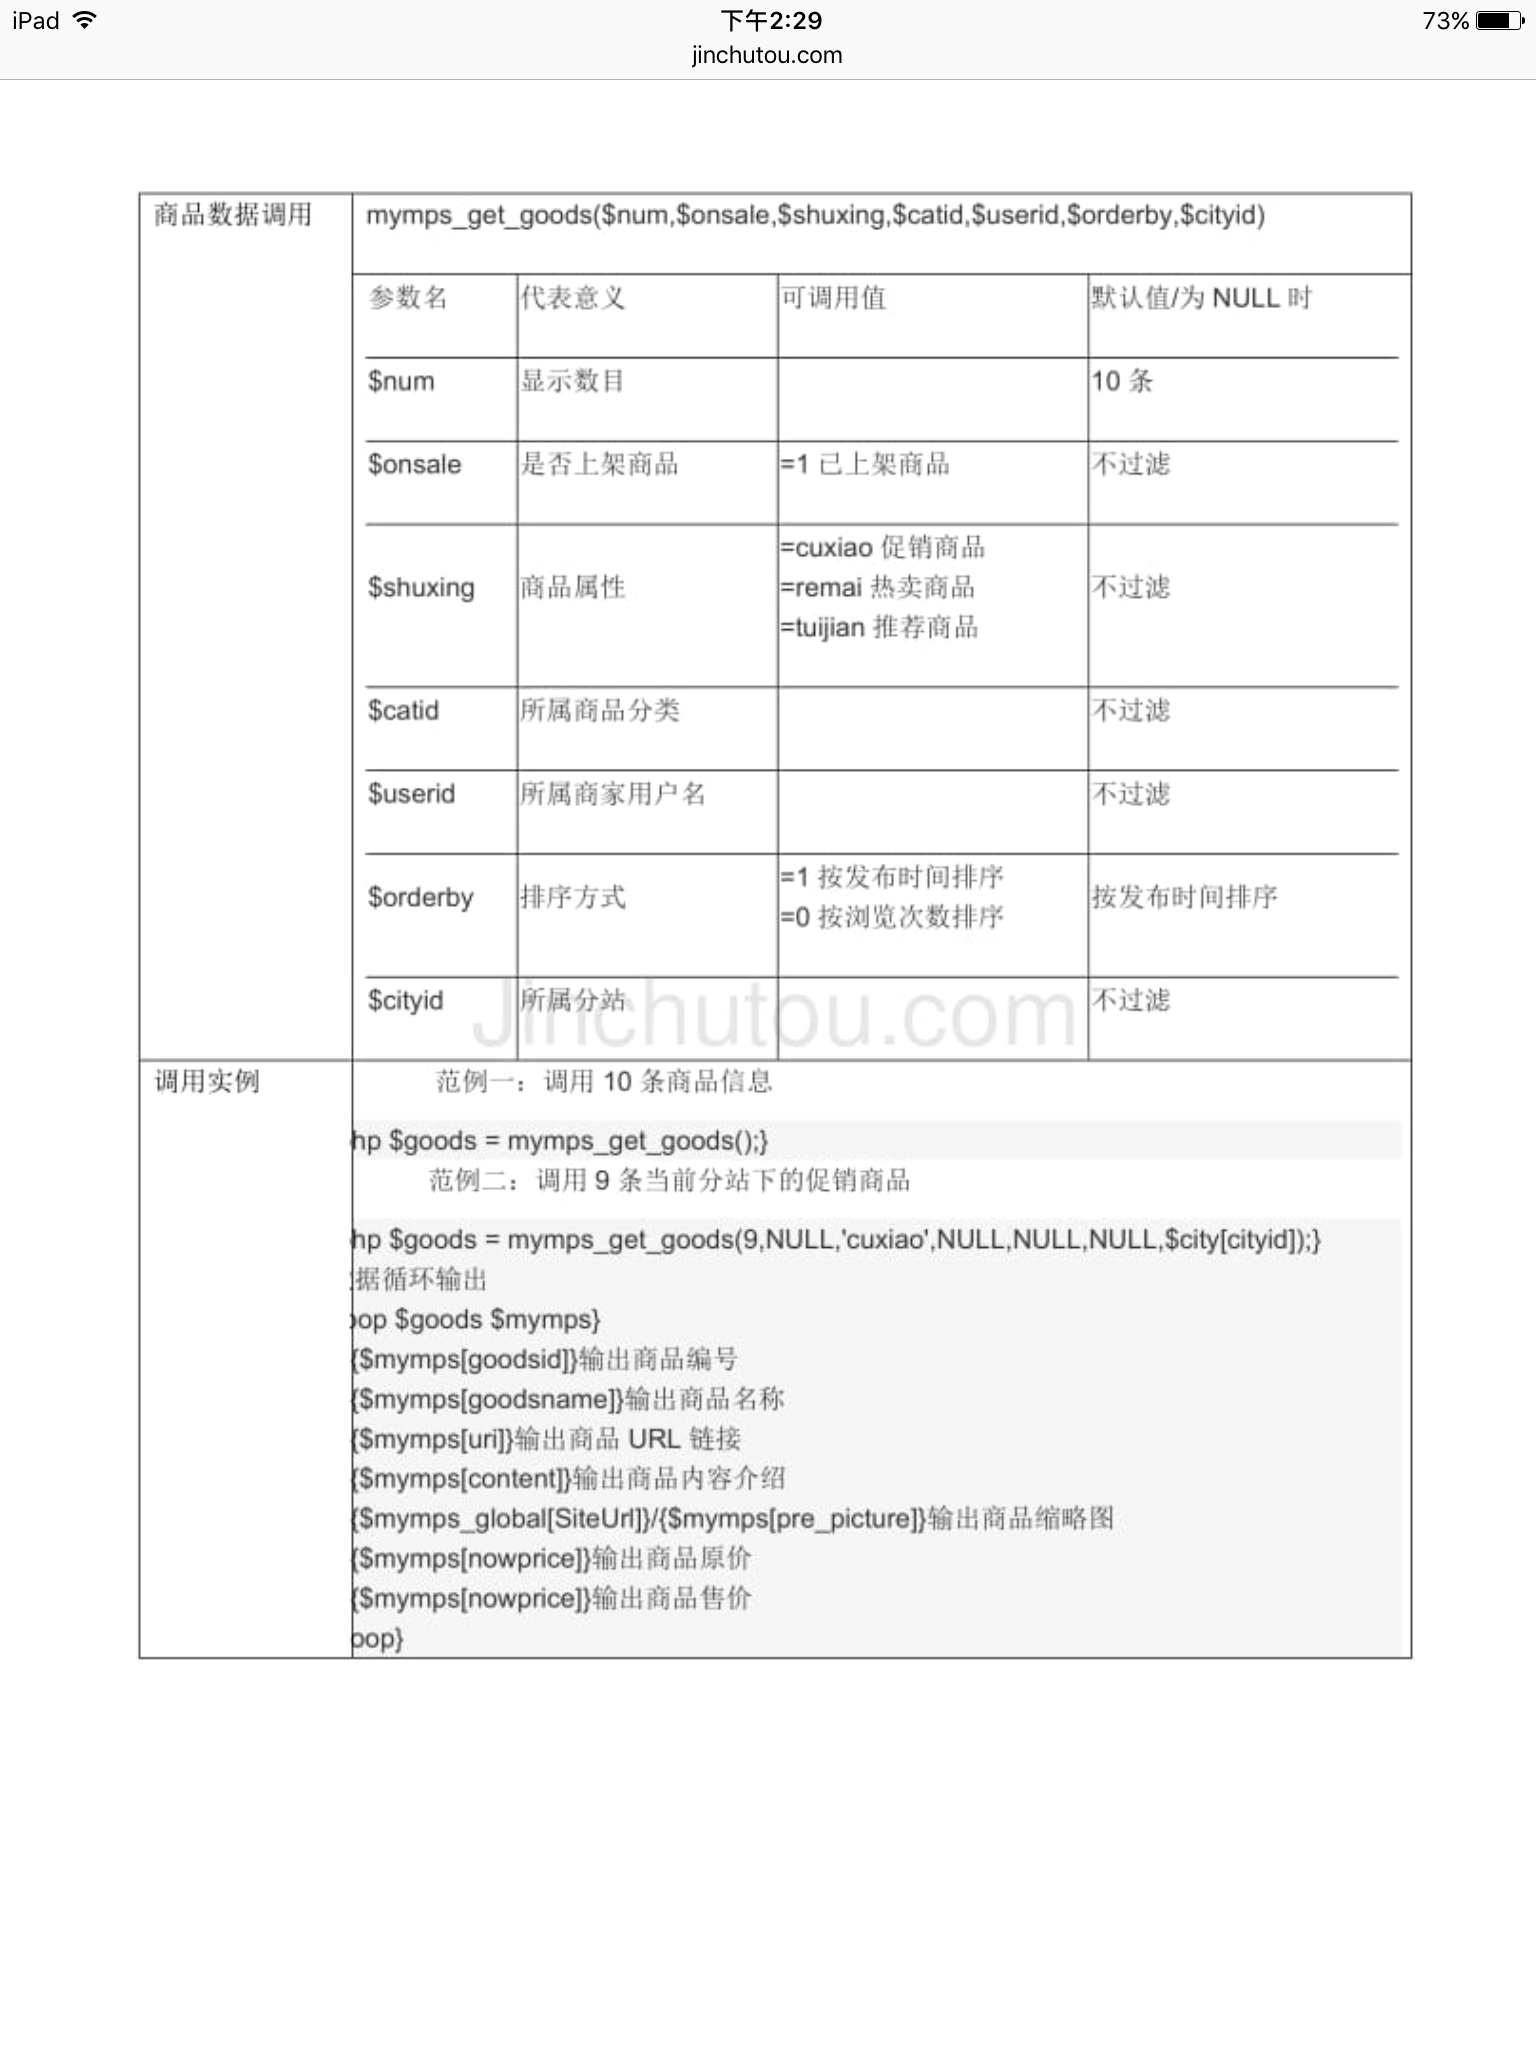 iPad
下午2:29
73%
jinchutou.com
商品数据调用
mymps_get_goods($num,$onsale,$shuxing,$catid,$userid,$orderby,$cityid)
参数名 代表意义 可调用值 默认值/为 NULL 时
$num 显示数目 10 条
$onsale 是否上架商品 =1 已上架商品 不过滤
=cuxiao 促销商品
$shuxing 商品属性 =remai 热卖商品 不过滤
=tuijian 推荐商品
$catid 所属商品分类 不过滤
$userid 所属商家用户名 不过滤
=1 按发布时间排序
$orderby 排序方式 按发布时间排序
=0 按浏览次数排序
$cityid 所属分站 不过滤
Jinchutou.com
调用实例
范例一：调用 10 条商品信息
hp $goods = mymps_get_goods();}
范例二：调用 9 条当前分站下的促销商品
hp $goods = mymps_get_goods(9,NULL,'cuxiao',NULL,NULL,NULL,$city[cityid]);}
据循环输出
oop $goods $mymps}
{$mymps[goodsid]}输出商品编号
{$mymps[goodsname]}输出商品名称
{$mymps[uri]}输出商品 URL 链接
{$mymps[content]}输出商品内容介绍
{$mymps_global[SiteUrl]}/{$mymps[pre_picture]}输出商品缩略图
{$mymps[nowprice]}输出商品原价
{$mymps[nowprice]}输出商品售价
oop}